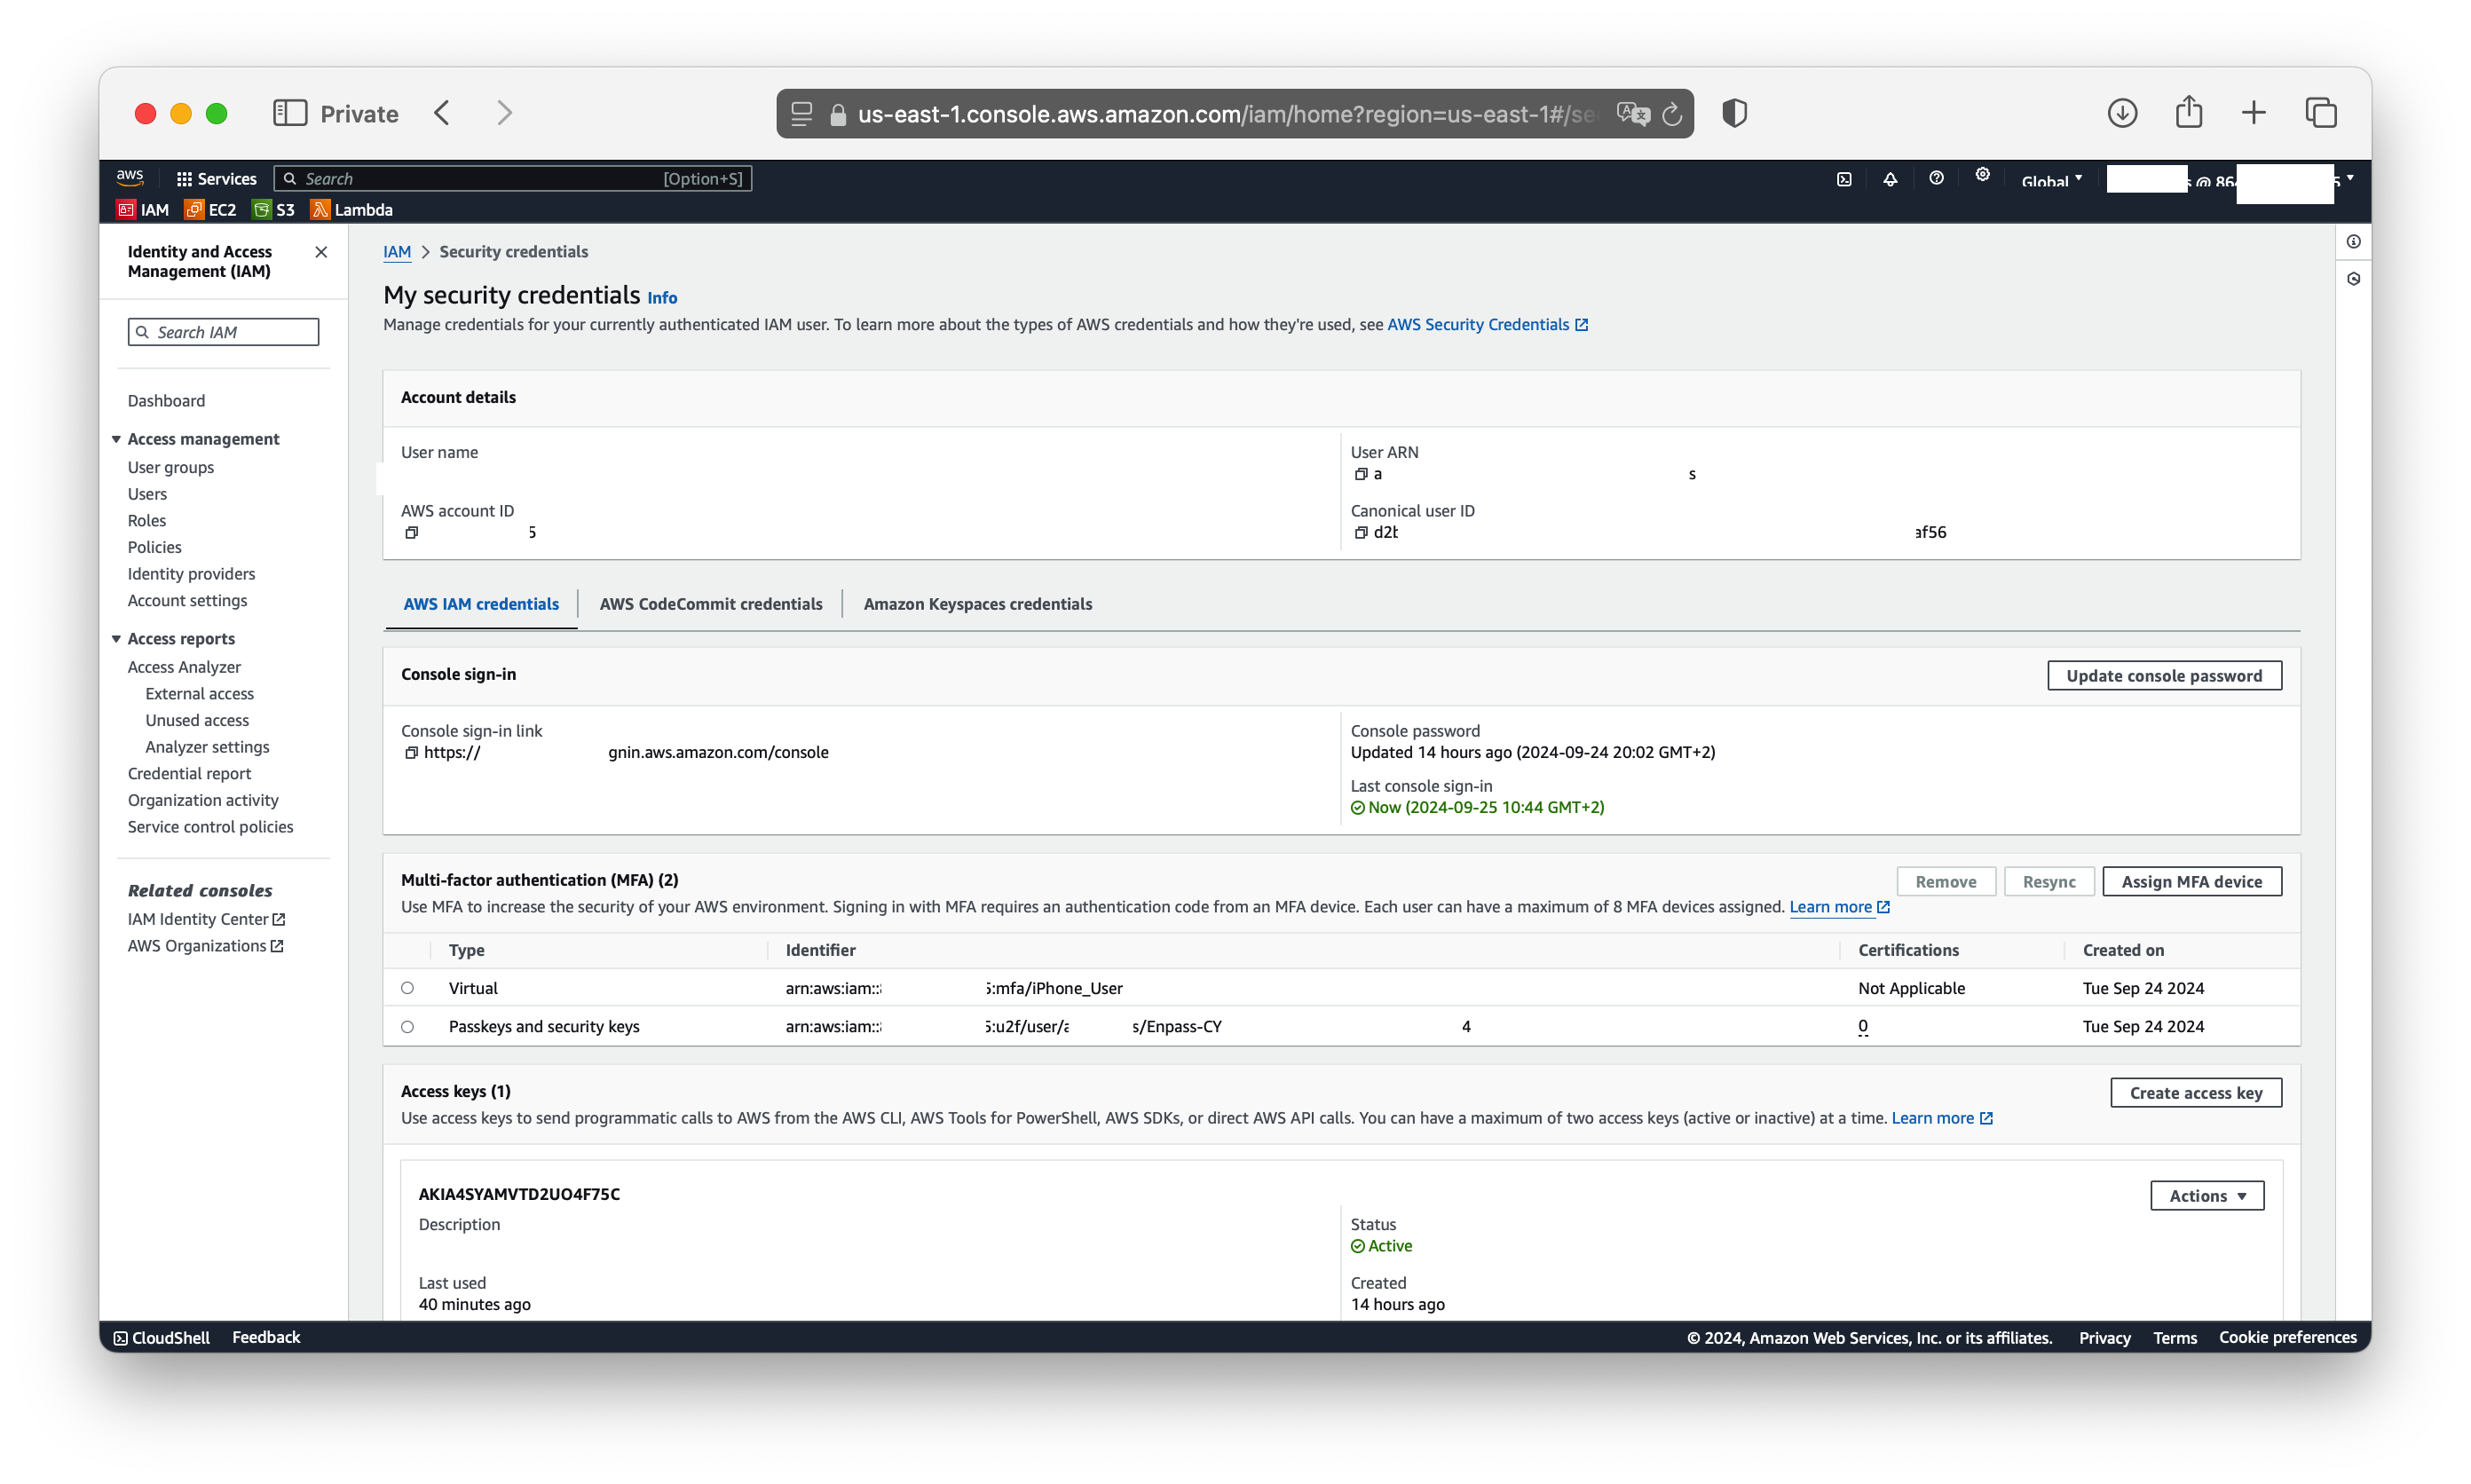 Private
us-east-1.console.aws.amazon.com/iam/home?region=us-east-1#/se
aws Services Search [Option+S] Global s @ 86 5
IAM EC2 S3 Lambda
Identity and Access
Management (IAM)
Search IAM
Dashboard
Access management
User groups
Users
Roles
Policies
Identity providers
Account settings
Access reports
Access Analyzer
External access
Unused access
Analyzer settings
Credential report
Organization activity
Service control policies
Related consoles
IAM Identity Center
AWS Organizations
IAM > Security credentials
My security credentials Info
Manage credentials for your currently authenticated IAM user. To learn more about the types of AWS credentials and how they're used, see AWS Security Credentials
Account details
User name
User ARN
a s
AWS account ID
5
Canonical user ID
d2b af56
AWS IAM credentials AWS CodeCommit credentials Amazon Keyspaces credentials
Console sign-in Update console password
Console sign-in link
https:// gnin.aws.amazon.com/console
Console password
Updated 14 hours ago (2024-09-24 20:02 GMT+2)
Last console sign-in
Now (2024-09-25 10:44 GMT+2)
Multi-factor authentication (MFA) (2) Remove Resync Assign MFA device
Use MFA to increase the security of your AWS environment. Signing in with MFA requires an authentication code from an MFA device. Each user can have a maximum of 8 MFA devices assigned. Learn more
Type Identifier Certifications Created on
Virtual arn:aws:iam:: 5:mfa/iPhone_User Not Applicable Tue Sep 24 2024
Passkeys and security keys arn:aws:iam:: 5:u2f/user/a s/Enpass-CY 4 0 Tue Sep 24 2024
Access keys (1) Create access key
Use access keys to send programmatic calls to AWS from the AWS CLI, AWS Tools for PowerShell, AWS SDKs, or direct AWS API calls. You can have a maximum of two access keys (active or inactive) at a time. Learn more
AKIA4SYAMVTD2UO4F75C Actions
Description
Status
Active
Last used
40 minutes ago
Created
14 hours ago
CloudShell Feedback © 2024, Amazon Web Services, Inc. or its affiliates. Privacy Terms Cookie preferences